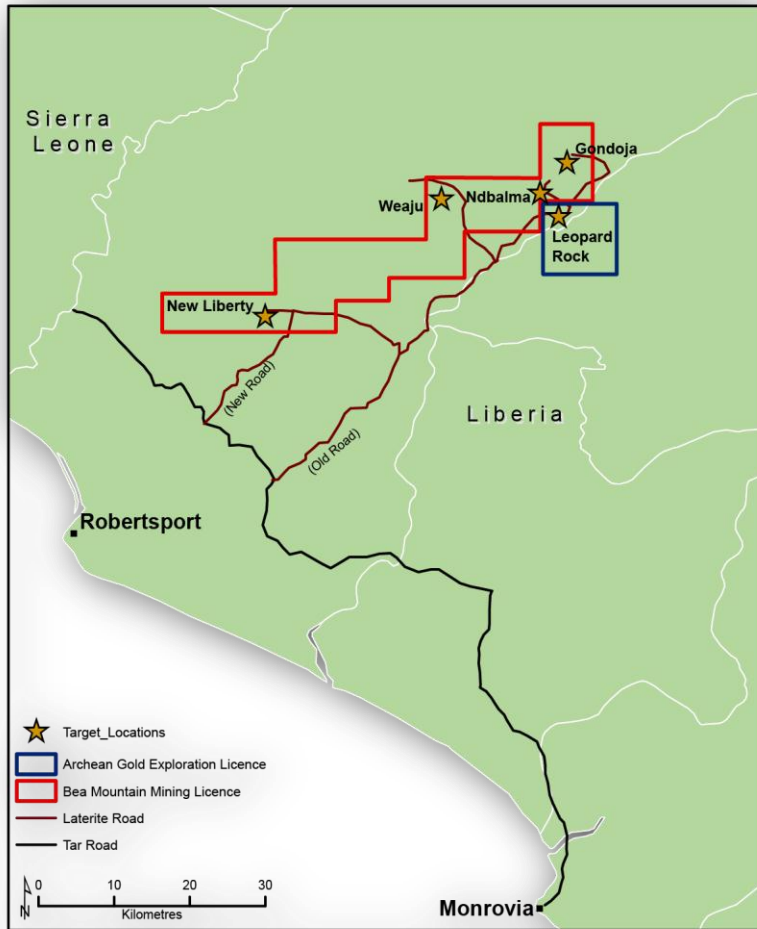 Sierra
Leone
Gondoja
Ndbalma
Weaju
Leopard
Rock
New Liberty
(New Road)
(Old Road)
Liberia
Robertsport
Target_Locations
Archean Gold Exploration Licence
Bea Mountain Mining Licence
Laterite Road
Tar Road
0 10 20 30
N
Kilometres
Monrovia